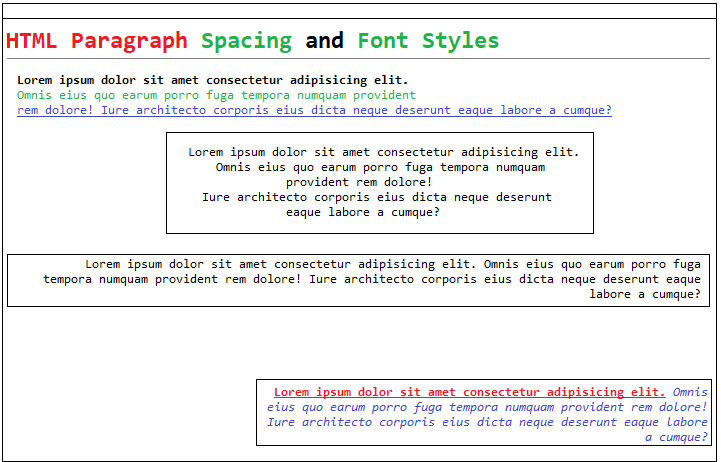 HTML Paragraph Spacing and Font Styles
Lorem ipsum dolor sit amet consectetur adipisicing elit.
Omnis eius quo earum porro fuga tempora numquam provident
rem dolore! Iure architecto corporis eius dicta neque deserunt eaque labore a cumque?
Lorem ipsum dolor sit amet consectetur adipisicing elit.
Omnis eius quo earum porro fuga tempora numquam
provident rem dolore!
Iure architecto corporis eius dicta neque deserunt
eaque labore a cumque?
Lorem ipsum dolor sit amet consectetur adipisicing elit. Omnis eius quo earum porro fuga
tempora numquam provident rem dolore! Iure architecto corporis eius dicta neque deserunt eaque
labore a cumque?
Lorem ipsum dolor sit amet consectetur adipisicing elit. Omnis
eius quo earum porro fuga tempora numquam provident rem dolore!
Iure architecto corporis eius dicta neque deserunt eaque labore
a cumque?